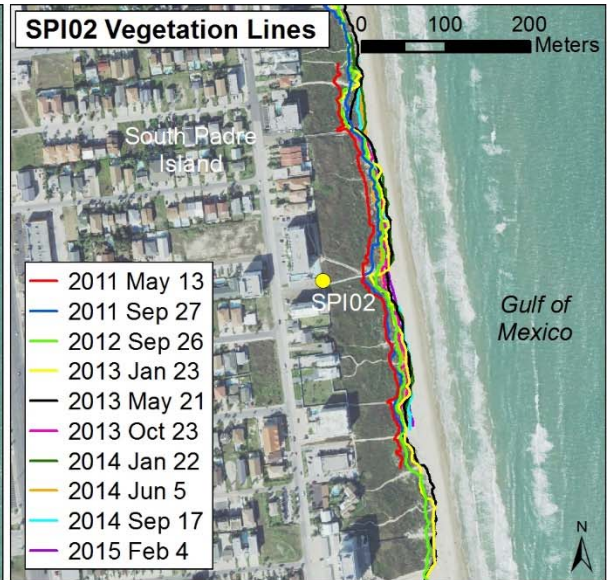 SPI02 Vegetation Lines
0 100 200
Meters
South Padre
Island
SPI02
Gulf of
Mexico
2011 May 13
2011 Sep 27
2012 Sep 26
2013 Jan 23
2013 May 21
2013 Oct 23
2014 Jan 22
2014 Jun 5
2014 Sep 17
2015 Feb 4
N